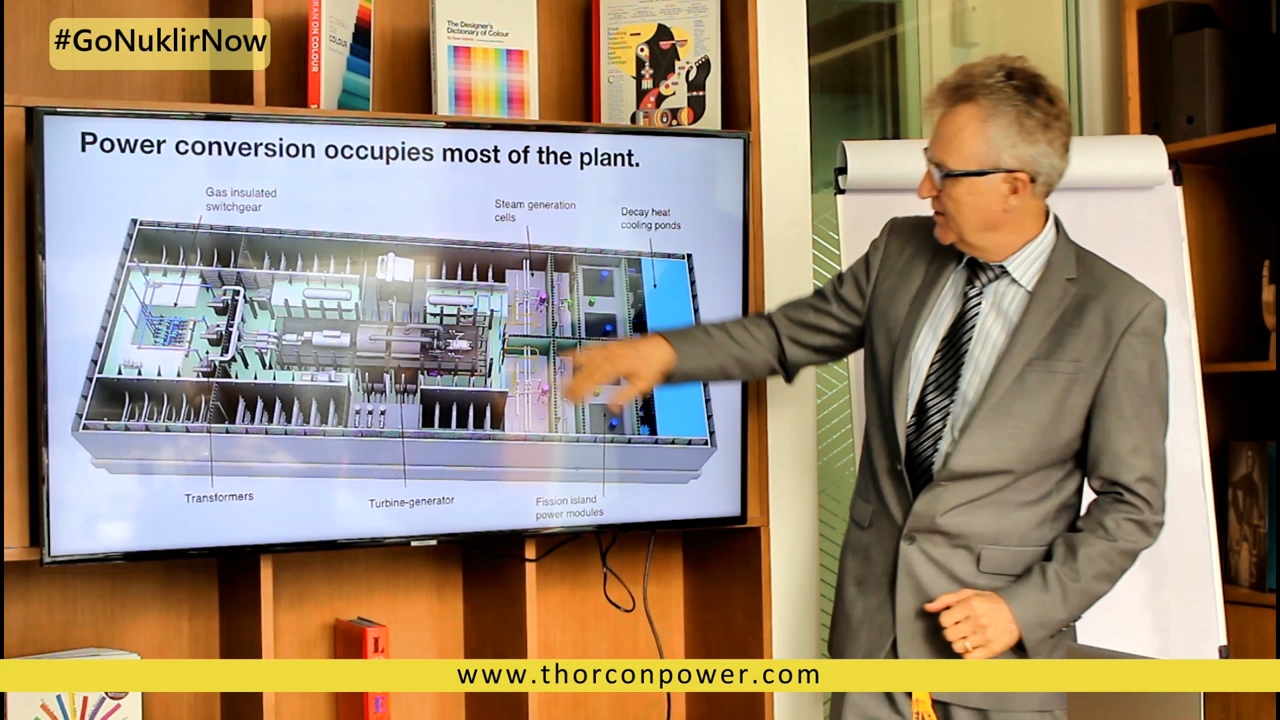 #GoNuklirNow
The Designer's
Dictionary of Colour
COLOUR
Power conversion occupies most of the plant.
Gas insulated
switchgear
Steam generation
cells
Decay heat
cooling ponds
Transformers
Turbine-generator
Fission island
power modules
www.thorconpower.com